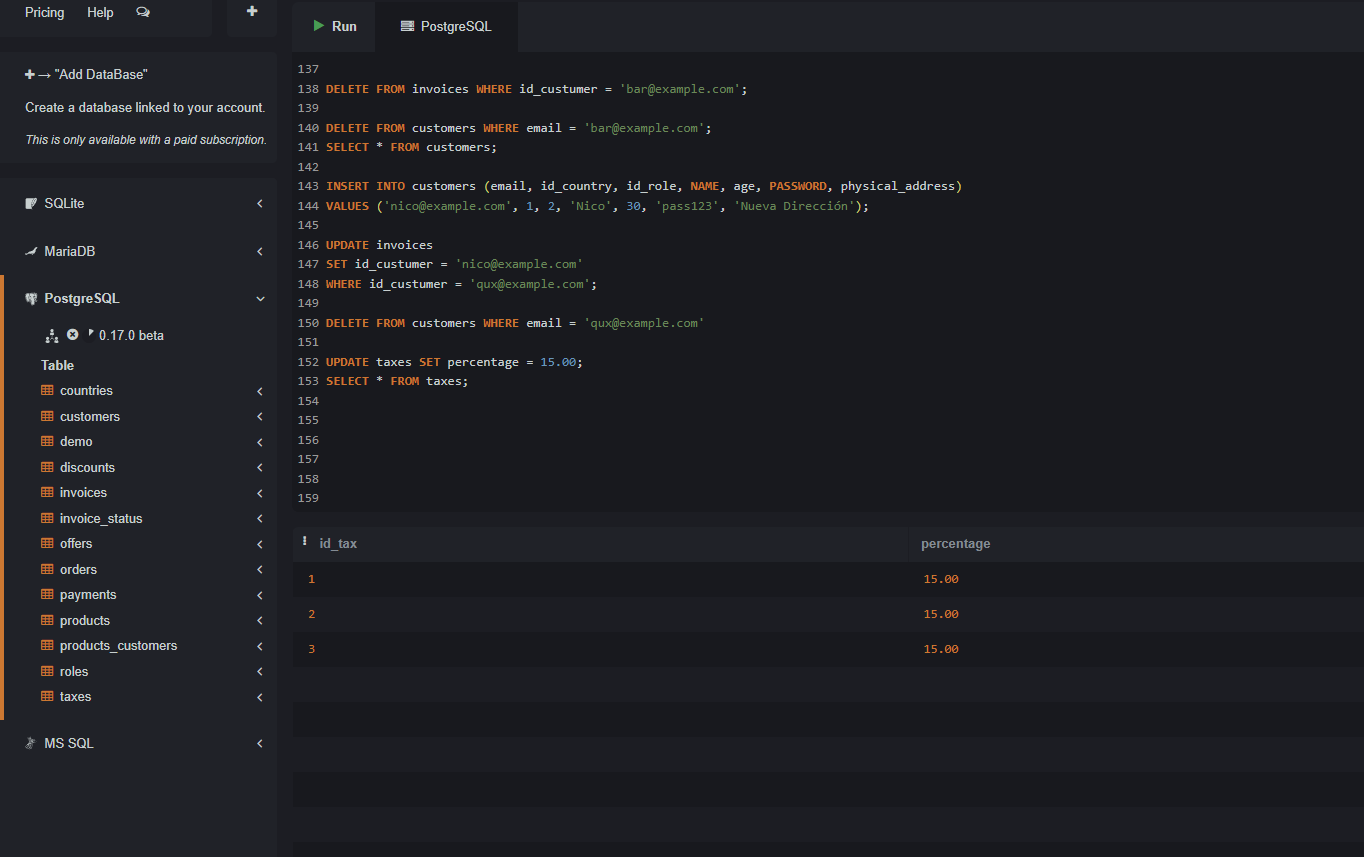 Pricing Help
Run PostgreSQL
"Add DataBase"
Create a database linked to your account.
This is only available with a paid subscription.
SQLite
MariaDB
PostgreSQL
0.17.0 beta
Table
countries
customers
demo
discounts
invoices
invoice_status
offers
orders
payments
products
products_customers
roles
taxes
MS SQL
137
138 DELETE FROM invoices WHERE id_custumer = 'bar@example.com';
139
140 DELETE FROM customers WHERE email = 'bar@example.com';
141 SELECT * FROM customers;
142
143 INSERT INTO customers (email, id_country, id_role, NAME, age, PASSWORD, physical_address)
144 VALUES ('nico@example.com', 1, 2, 'Nico', 30, 'pass123', 'Nueva Dirección');
145
146 UPDATE invoices
147 SET id_custumer = 'nico@example.com'
148 WHERE id_custumer = 'qux@example.com';
149
150 DELETE FROM customers WHERE email = 'qux@example.com'
151
152 UPDATE taxes SET percentage = 15.00;
153 SELECT * FROM taxes;
154
155
156
157
158
159
id_tax percentage
1 15.00
2 15.00
3 15.00